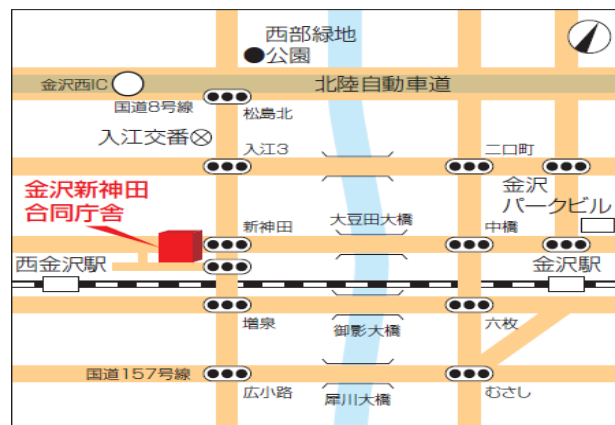 西部緑地
公園
金沢西IC
北陸自動車道
国道8号線
松島北
入江交番
入江3
二口町
金沢新神田
合同庁舎
金沢
パークビル
新神田
大豆田大橋
中橋
西金沢駅
金沢駅
増泉
御影大橋
六枚
国道157号線
広小路
犀川大橋
むさし